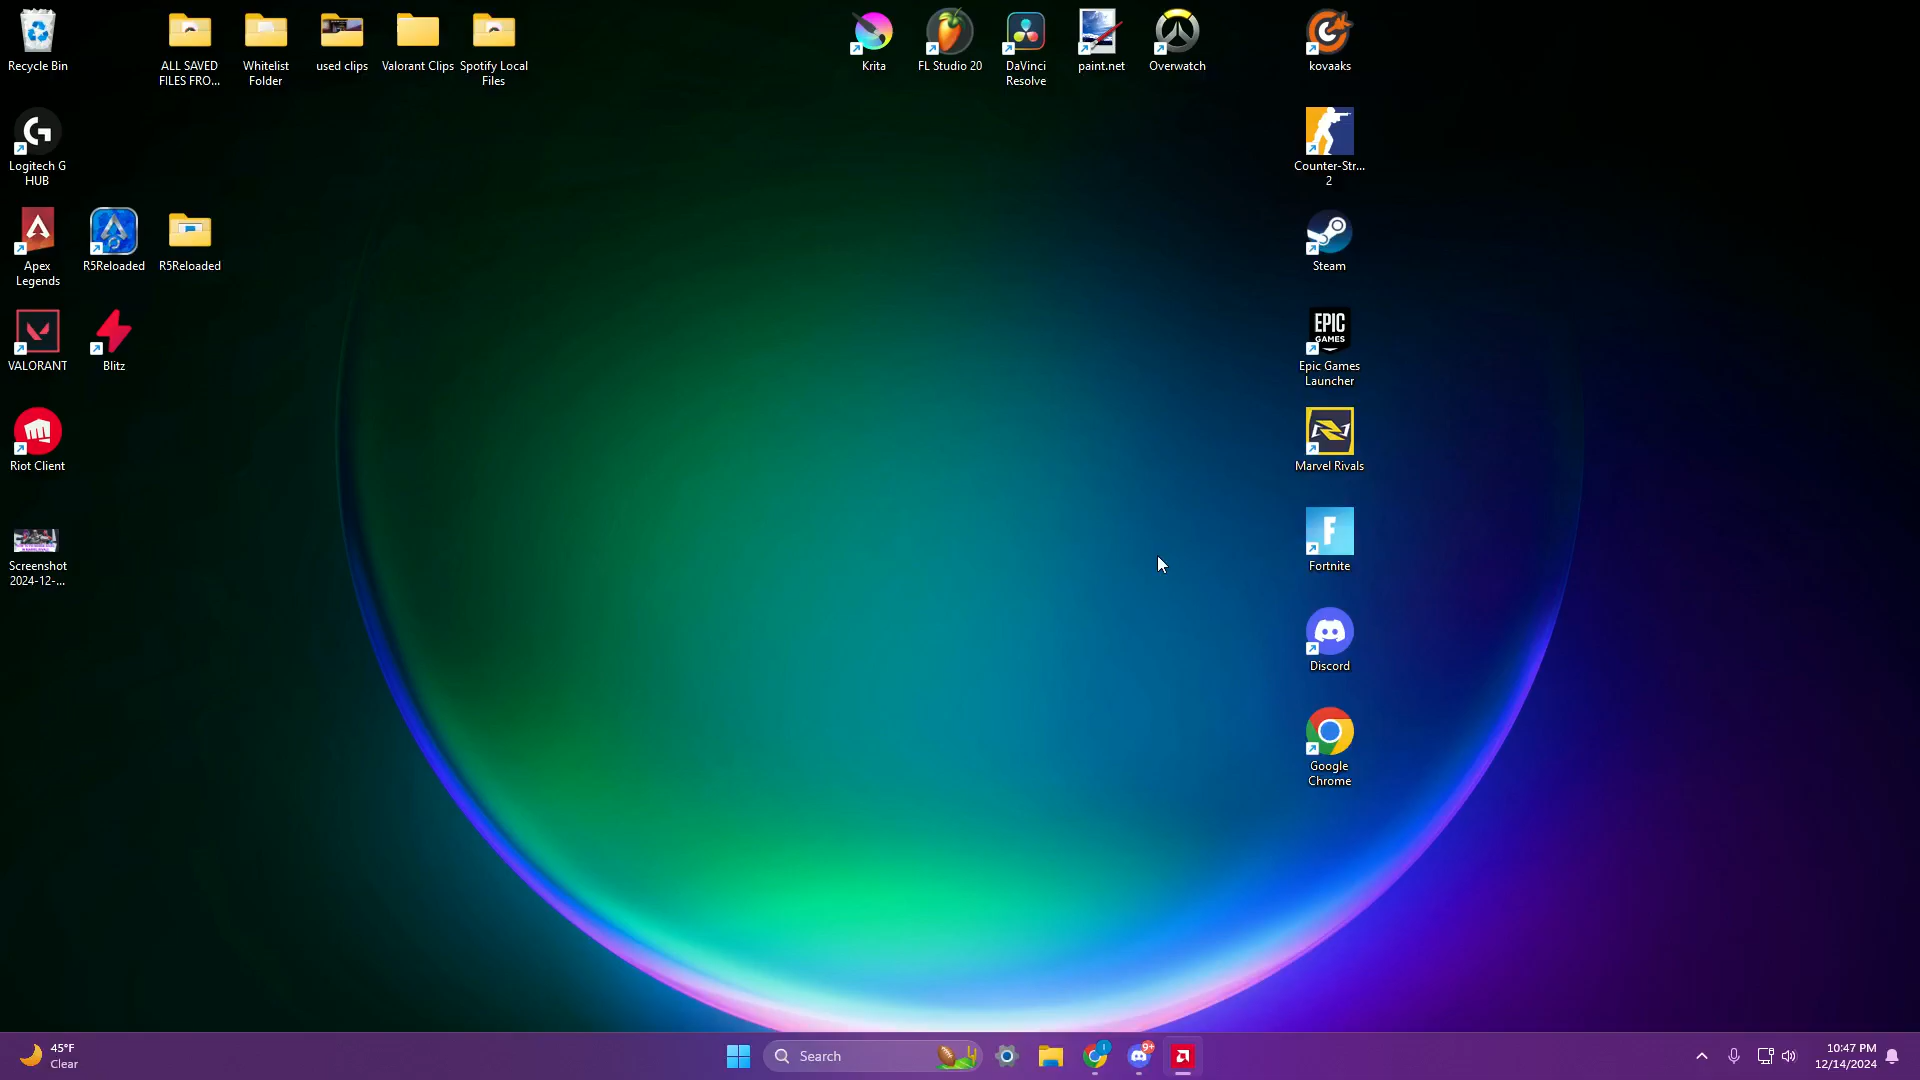 Recycle Bin
ALL SAVED
FILES FRO...
Whitelist
Folder
used clips
Valorant Clips
Spotify Local
Files
Krita
FL Studio 20
DaVinci
Resolve
paint.net
Overwatch
kovaaks
Logitech G
HUB
Counter-Str...
2
Apex
Legends
R5Reloaded
R5Reloaded
Steam
VALORANT
Blitz
EPIC
GAMES
Epic Games
Launcher
Riot Client
Marvel Rivals
Screenshot
2024-12-...
F
Fortnite
Discord
Google
Chrome
45°F
Clear
Search
9+
10:47 PM
12/14/2024